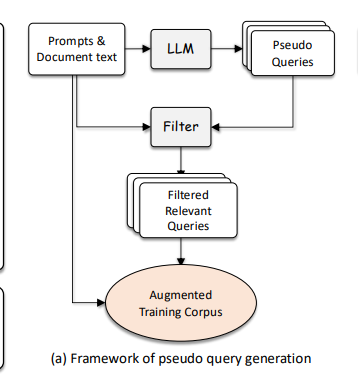 Prompts &
Document text
LLM
Pseudo
Queries
Filter
Filtered
Relevant
Queries
Augmented
Training Corpus
(a) Framework of pseudo query generation